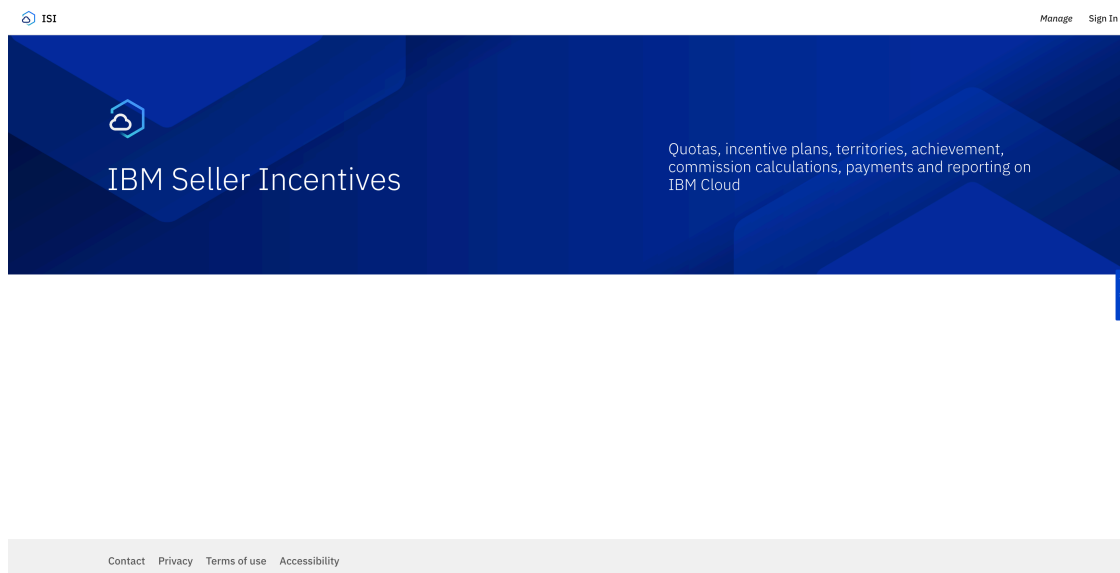 ISI
Manage Sign In
IBM Seller Incentives
Quotas, incentive plans, territories, achievement,
commission calculations, payments and reporting on
IBM Cloud
Contact Privacy Terms of use Accessibility